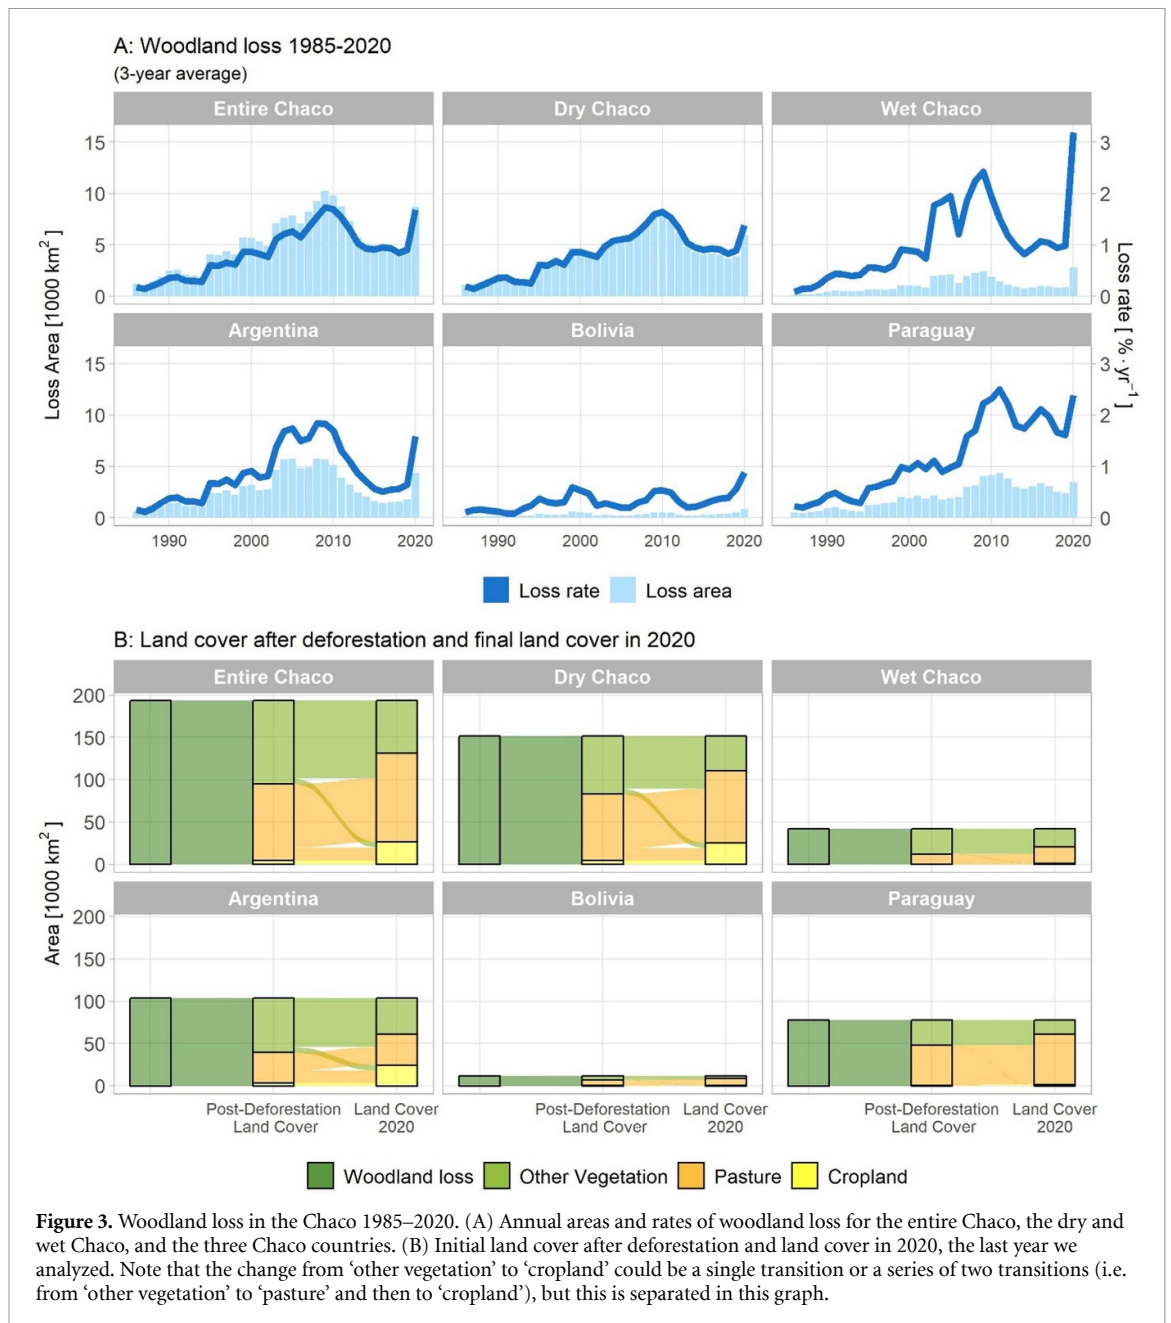 A: Woodland loss 1985-2020
(3-year average)
Entire Chaco
Dry Chaco
Wet Chaco
15
10
5
0
3
2
1
0
Argentina
Bolivia
Paraguay
15
10
5
0
3
2
1
0
Loss Area [1000 km²]
Loss rate [ % · yr⁻¹ ]
1990 2000 2010 2020
1990 2000 2010 2020
1990 2000 2010 2020
Loss rate Loss area
B: Land cover after deforestation and final land cover in 2020
Entire Chaco
Dry Chaco
Wet Chaco
200
150
100
50
0
Argentina
Bolivia
Paraguay
200
150
100
50
0
Area [1000 km²]
Post-Deforestation Land Cover
Land Cover 2020
Post-Deforestation Land Cover
Land Cover 2020
Post-Deforestation Land Cover
Land Cover 2020
Woodland loss Other Vegetation Pasture Cropland
Figure 3. Woodland loss in the Chaco 1985–2020. (A) Annual areas and rates of woodland loss for the entire Chaco, the dry and
wet Chaco, and the three Chaco countries. (B) Initial land cover after deforestation and land cover in 2020, the last year we
analyzed. Note that the change from ‘other vegetation’ to ‘cropland’ could be a single transition or a series of two transitions (i.e.
from ‘other vegetation’ to ‘pasture’ and then to ‘cropland’), but this is separated in this graph.